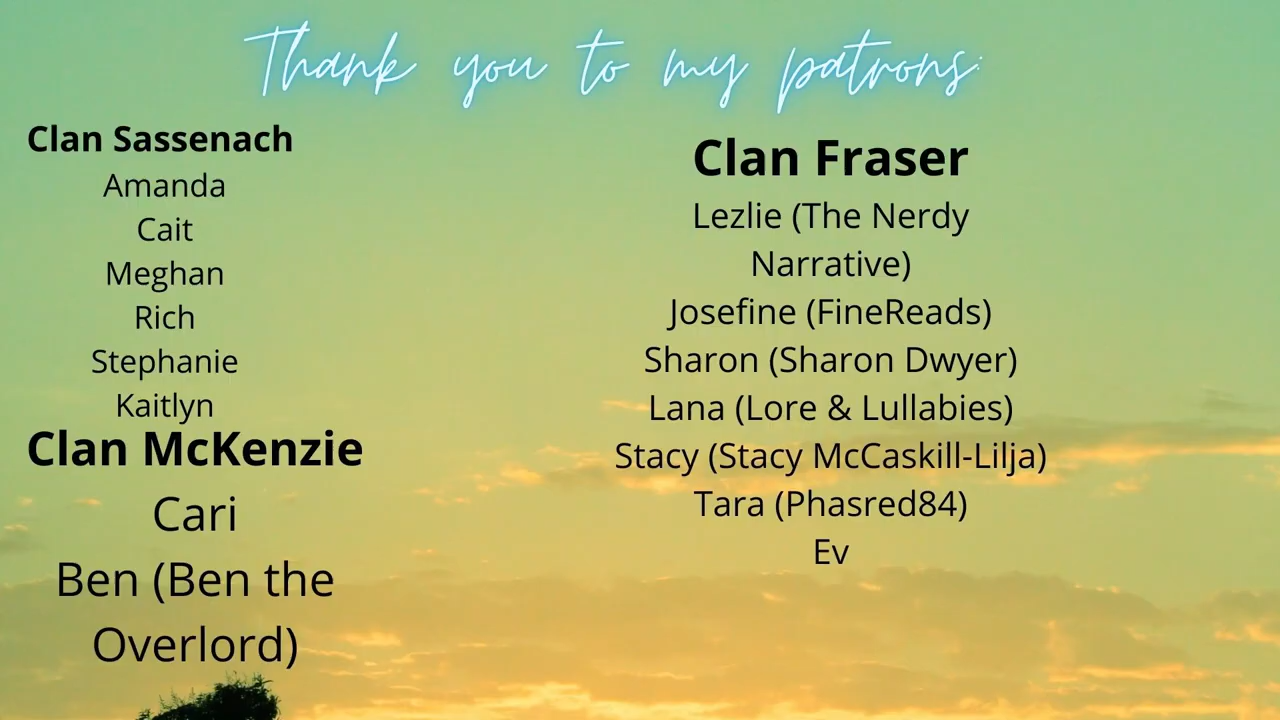 Thank you to my patrons:
Clan Sassenach
Amanda
Cait
Meghan
Rich
Stephanie
Kaitlyn
Clan McKenzie
Cari
Ben (Ben the
Overlord)
Clan Fraser
Lezlie (The Nerdy
Narrative)
Josefine (FineReads)
Sharon (Sharon Dwyer)
Lana (Lore & Lullabies)
Stacy (Stacy McCaskill-Lilja)
Tara (Phasred84)
Ev